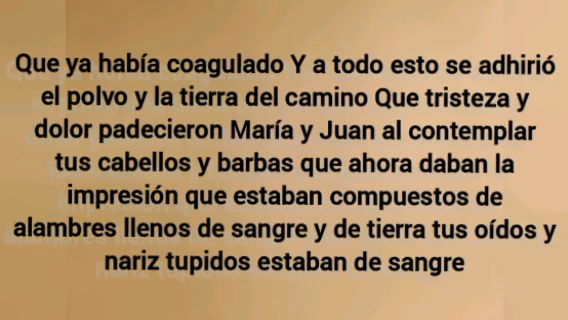 Que ya había coagulado Y a todo esto se adhirió
el polvo y la tierra del camino Que tristeza y
dolor padecieron María y Juan al contemplar
tus cabellos y barbas que ahora daban la
impresión que estaban compuestos de
alambres llenos de sangre y de tierra tus oídos y
nariz tupidos estaban de sangre